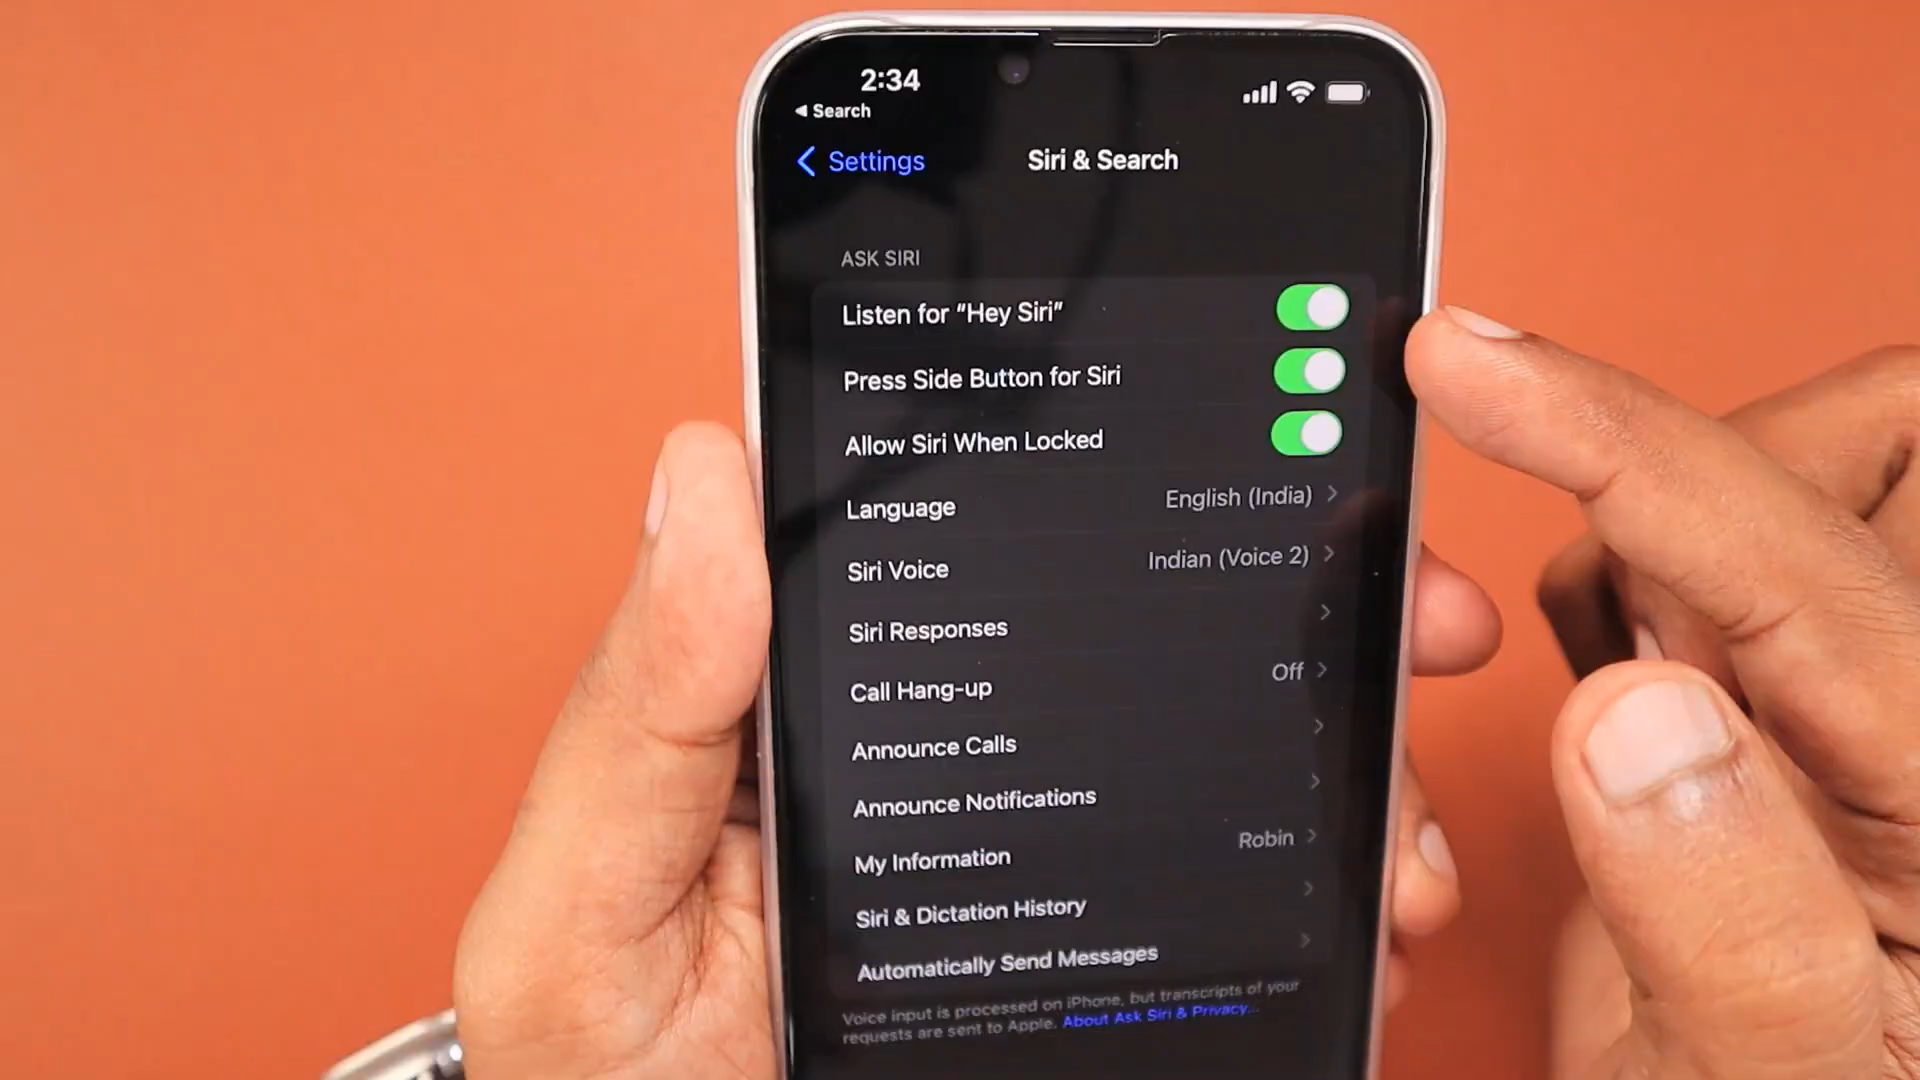 2:34
◀ Search
Settings
Siri & Search
ASK SIRI
Listen for “Hey Siri”
Press Side Button for Siri
Allow Siri When Locked
Language English (India)
Siri Voice Indian (Voice 2)
Siri Responses
Call Hang-up Off
Announce Calls
Announce Notifications
My Information Robin
Siri & Dictation History
Automatically Send Messages
Voice input is processed on iPhone, but transcripts of your
requests are sent to Apple. About Ask Siri & Privacy...